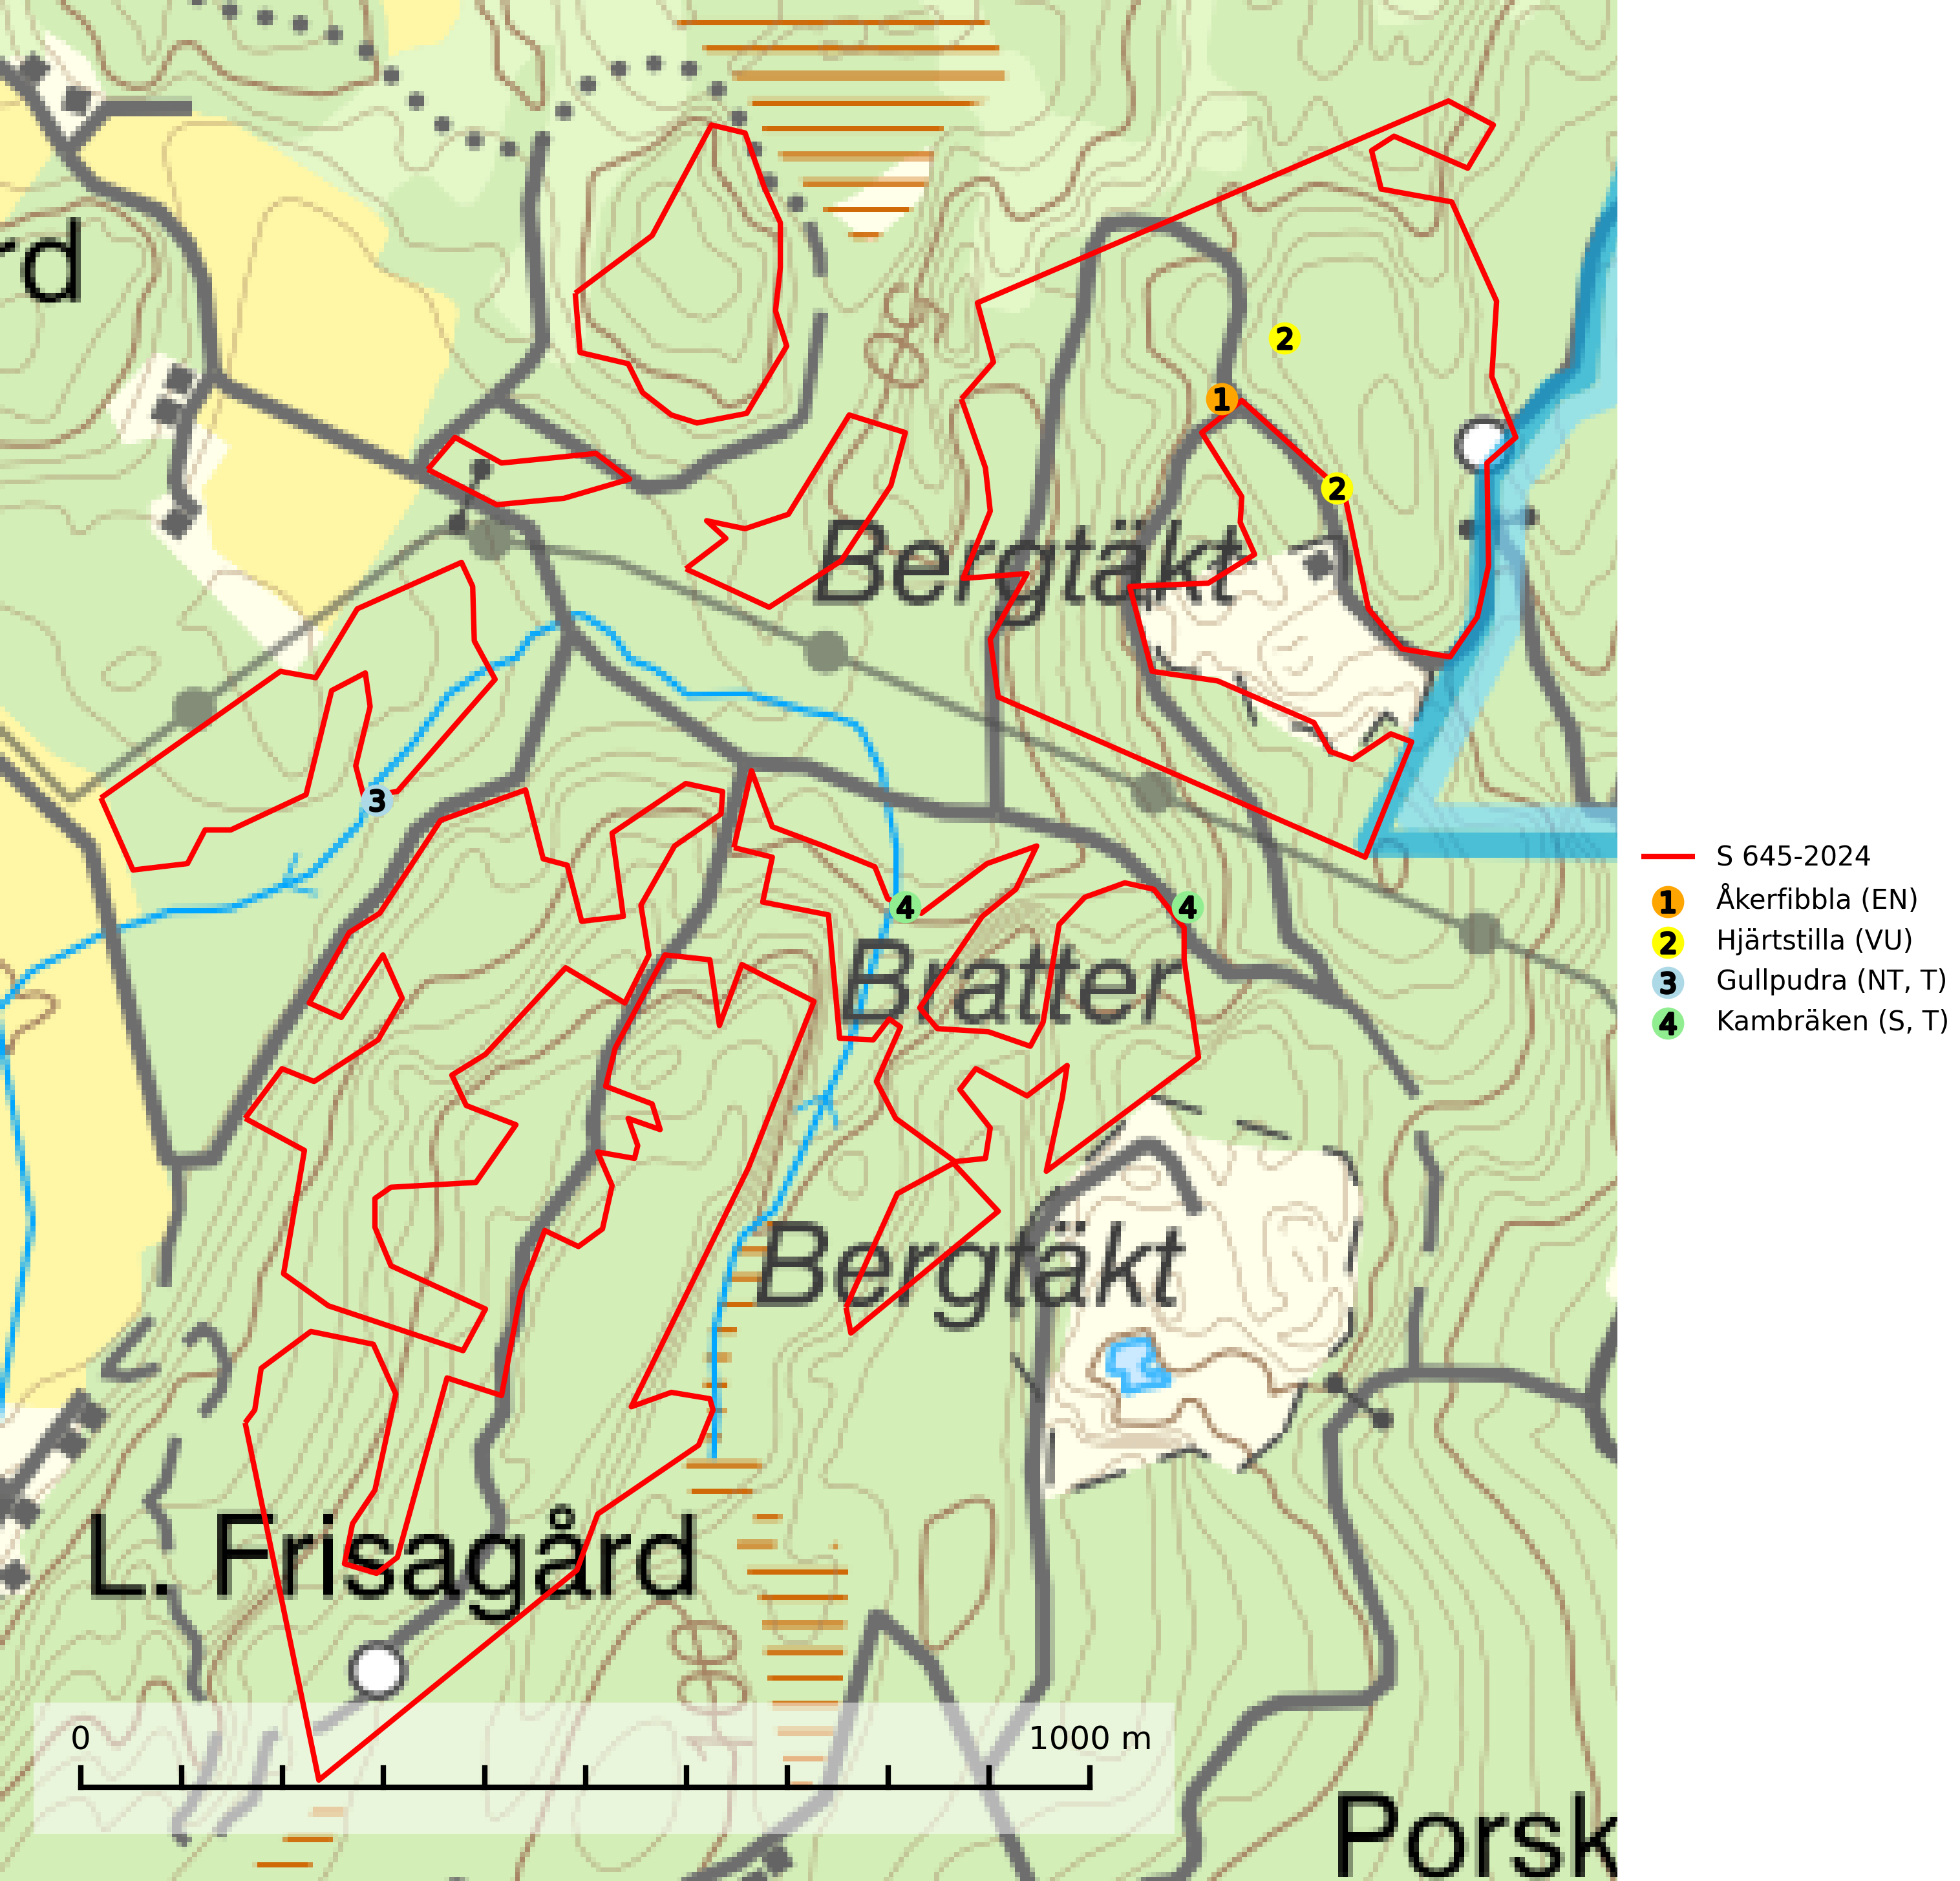 rd
2
1
2
Bergtäkt
3
4
4
Bratter
Bergtäkt
L. Frisagård
100
0
1000 m
Porsk
S 645-2024
1 Åkerfibbla (EN)
2 Hjärtstilla (VU)
3 Gullpudra (NT, T)
4 Kambräken (S, T)